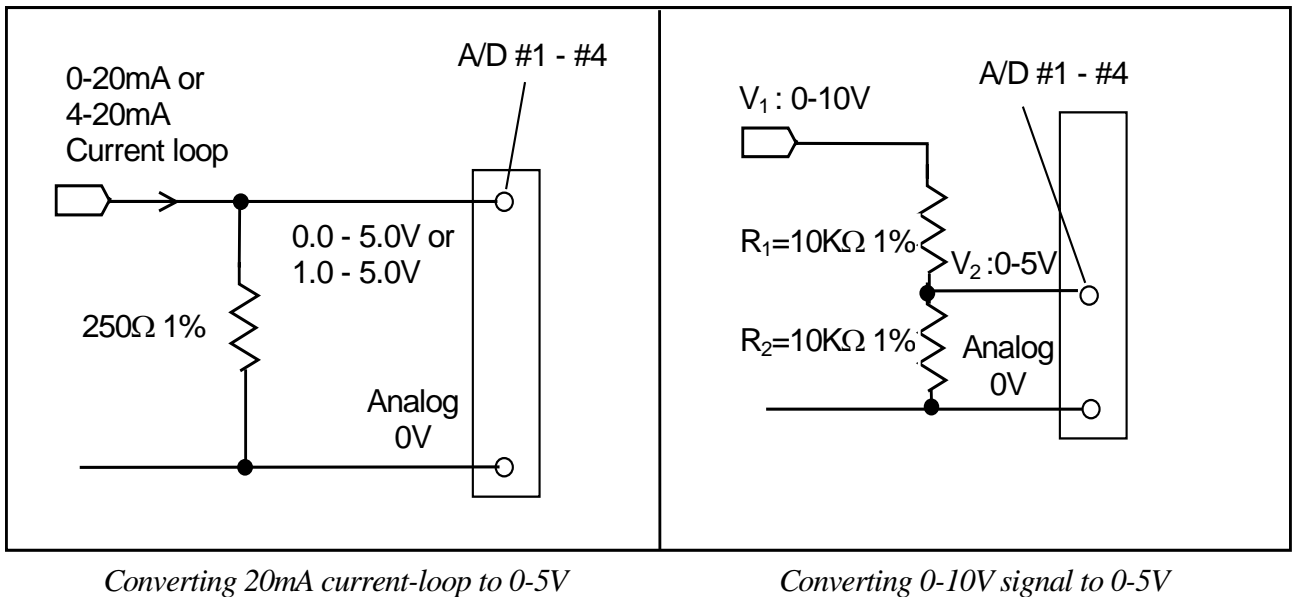 0-20mA or
4-20mA
Current loop
A/D #1 - #4
0.0 - 5.0V or
1.0 - 5.0V
250Ω 1%
Analog
0V
V₁ : 0-10V
A/D #1 - #4
R₁=10KΩ 1%
V₂ :0-5V
R₂=10KΩ 1%
Analog
0V
Converting 20mA current-loop to 0-5V
Converting 0-10V signal to 0-5V